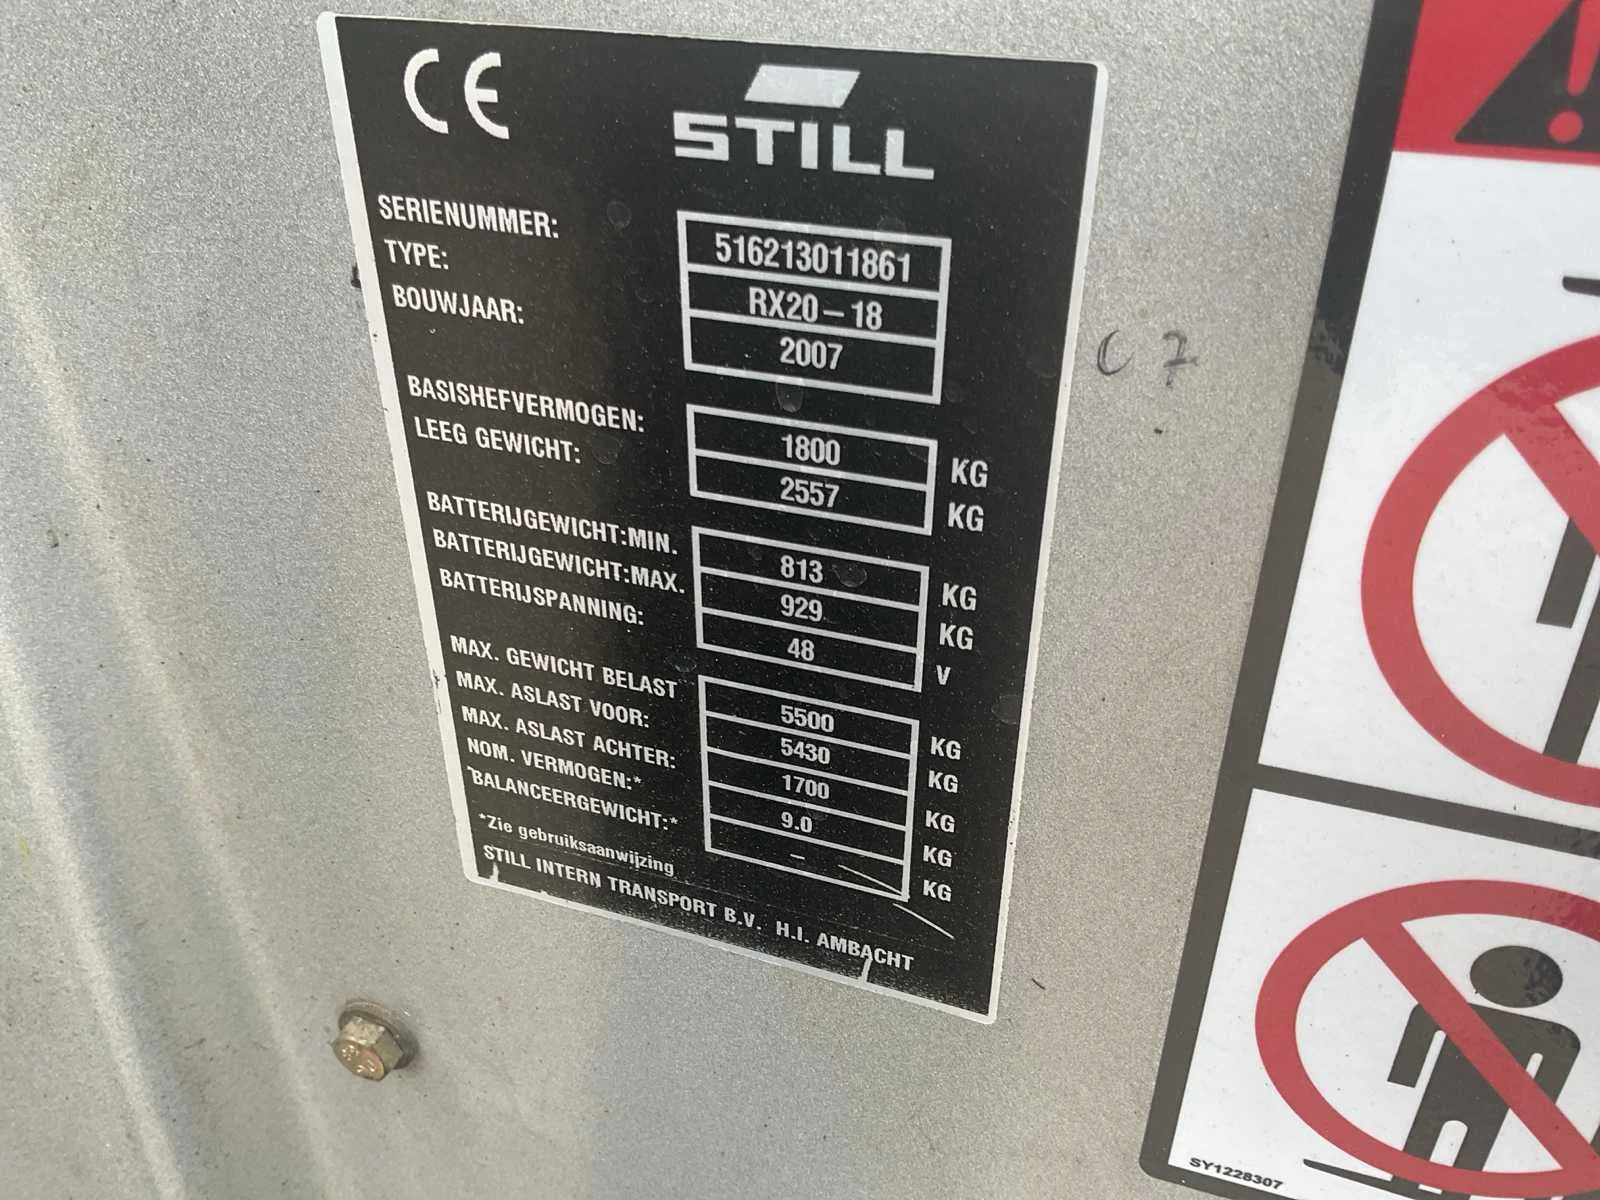 CE STILL
SERIENUMMER: 516213011861
TYPE: RX20-18
BOUWJAAR: 2007
BASISHEFVERMOGEN: 1800 KG
LEEG GEWICHT: 2557 KG
BATTERIJGEWICHT:MIN. 813 KG
BATTERIJGEWICHT:MAX. 929 KG
BATTERIJSPANNING: 48 V
MAX. GEWICHT BELAST 5500 KG
MAX. ASLAST VOOR: 5430 KG
MAX. ASLAST ACHTER: 1700 KG
NOM. VERMOGEN:* 9.0 KG
BALANCEERGEWICHT:* – KG
*Zie gebruiksaanwijzing
STILL INTERN TRANSPORT B.V. H.I. AMBACHT
C 7
SY1228307